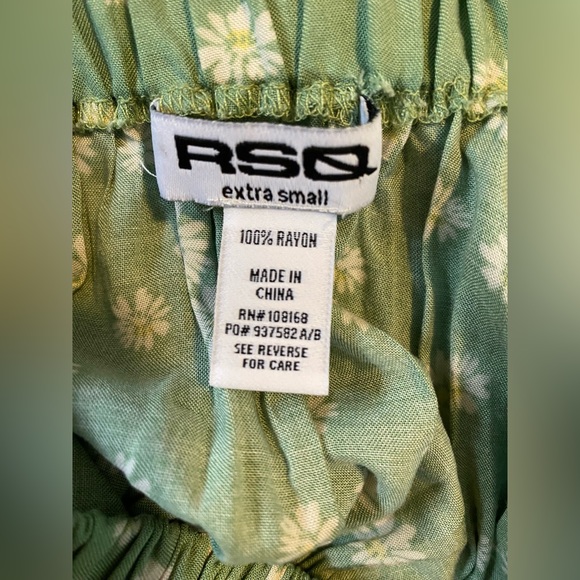 RSQ
extra small
100% RAYON
MADE IN
CHINA
RN# 108168
PO# 937582 A/B
SEE REVERSE
FOR CARE